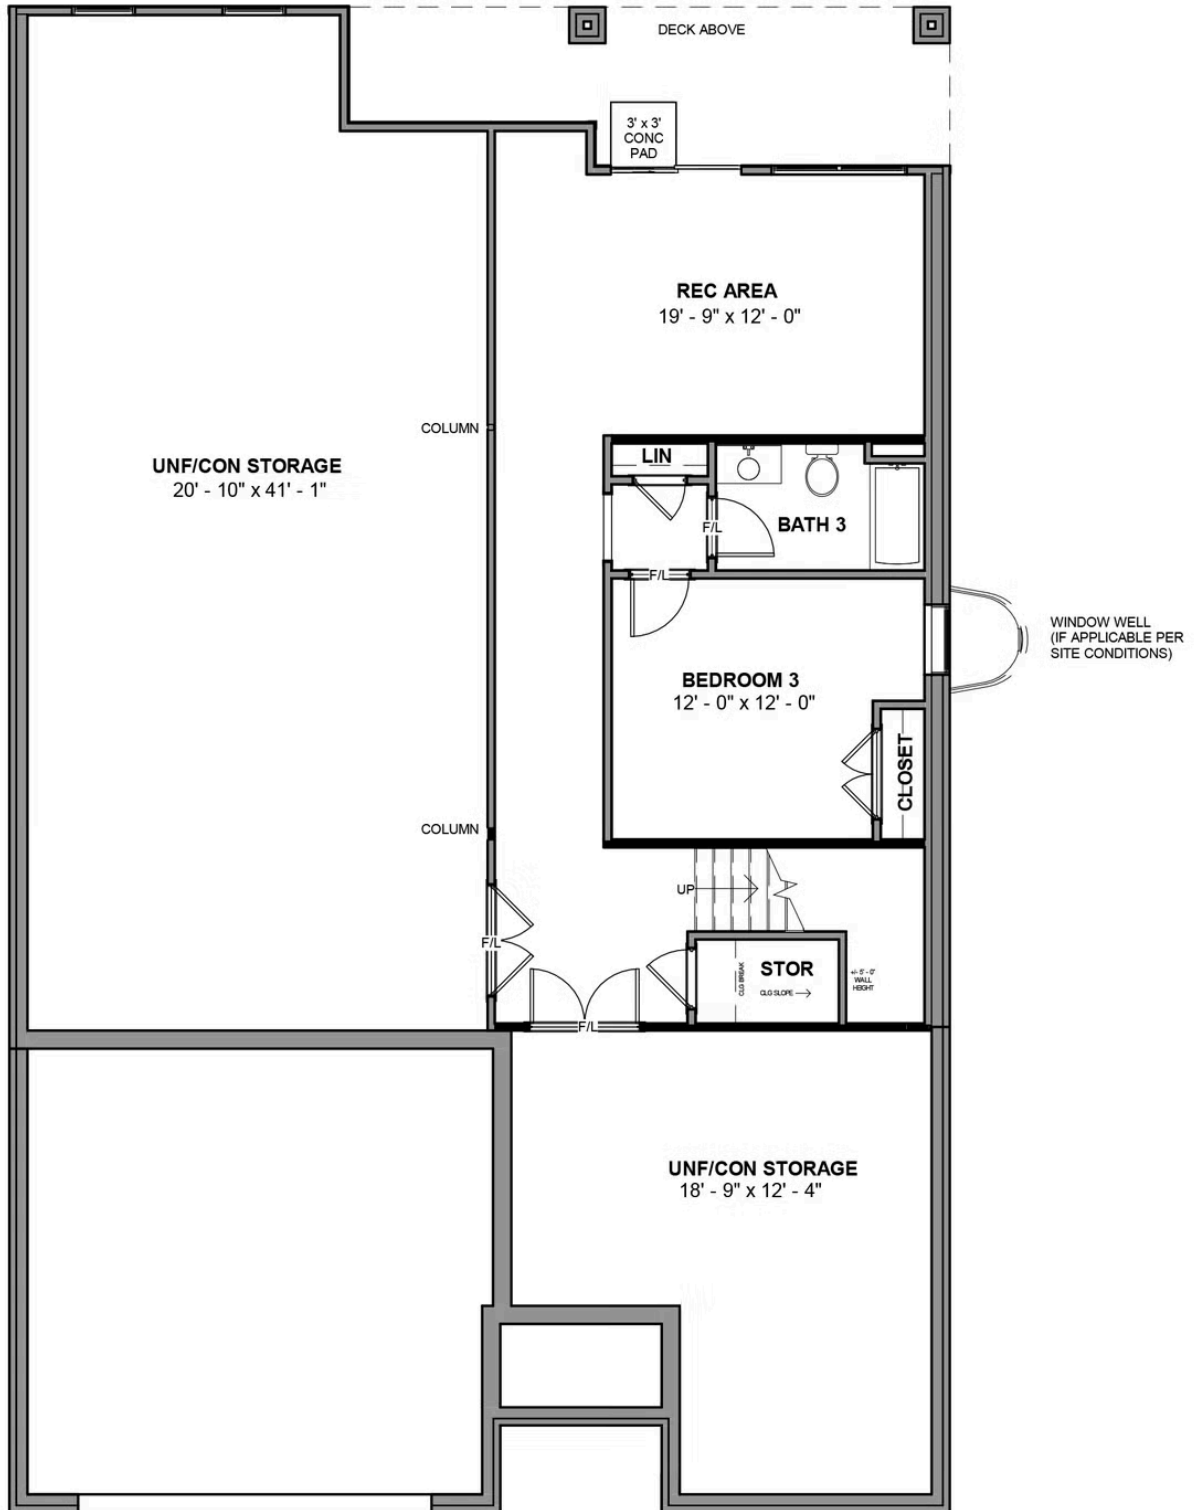 DECK ABOVE
3' x 3'
CONC
PAD
REC AREA
19' - 9" x 12' - 0"
COLUMN
UNF/CON STORAGE
20' - 10" x 41' - 1"
LIN
F/L
BATH 3
F/L
WINDOW WELL
(IF APPLICABLE PER
SITE CONDITIONS)
BEDROOM 3
12' - 0" x 12' - 0"
CLOSET
COLUMN
UP
F/L
STOR
CLG BREAK
CLG SLOPE
+/- 5' - 0"
WALL
HEIGHT
F/L
UNF/CON STORAGE
18' - 9" x 12' - 4"